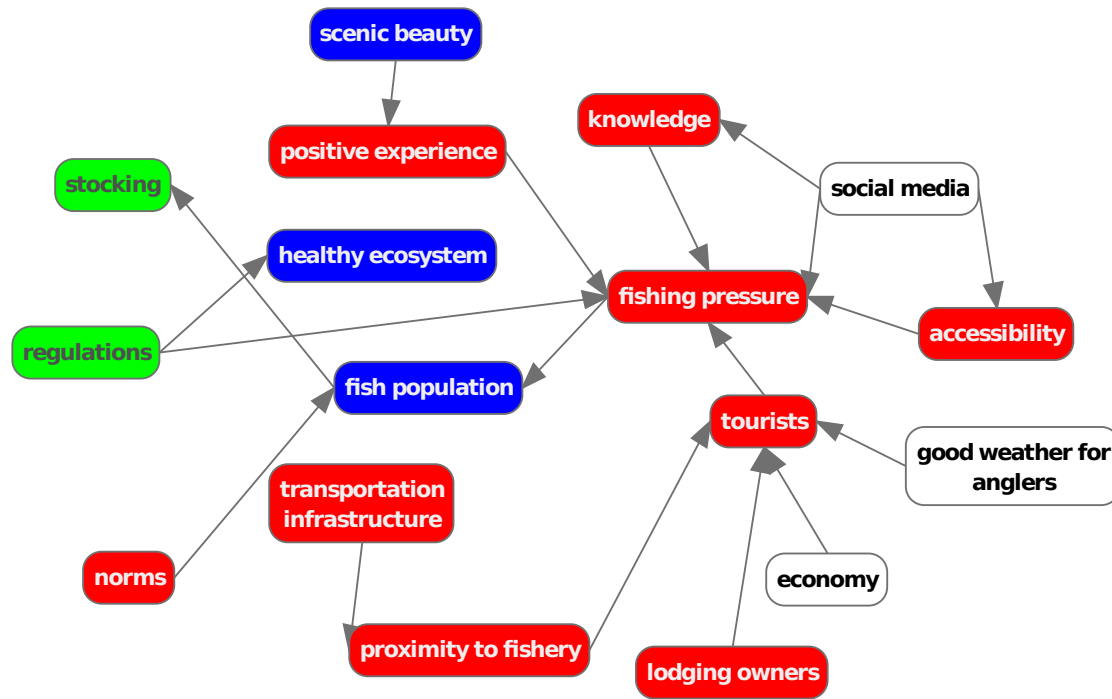 scenic beauty
knowledge
positive experience
stocking
social media
healthy ecosystem
fishing pressure
accessibility
regulations
fish population
tourists
good weather for
anglers
transportation
infrastructure
norms
economy
proximity to fishery
lodging owners